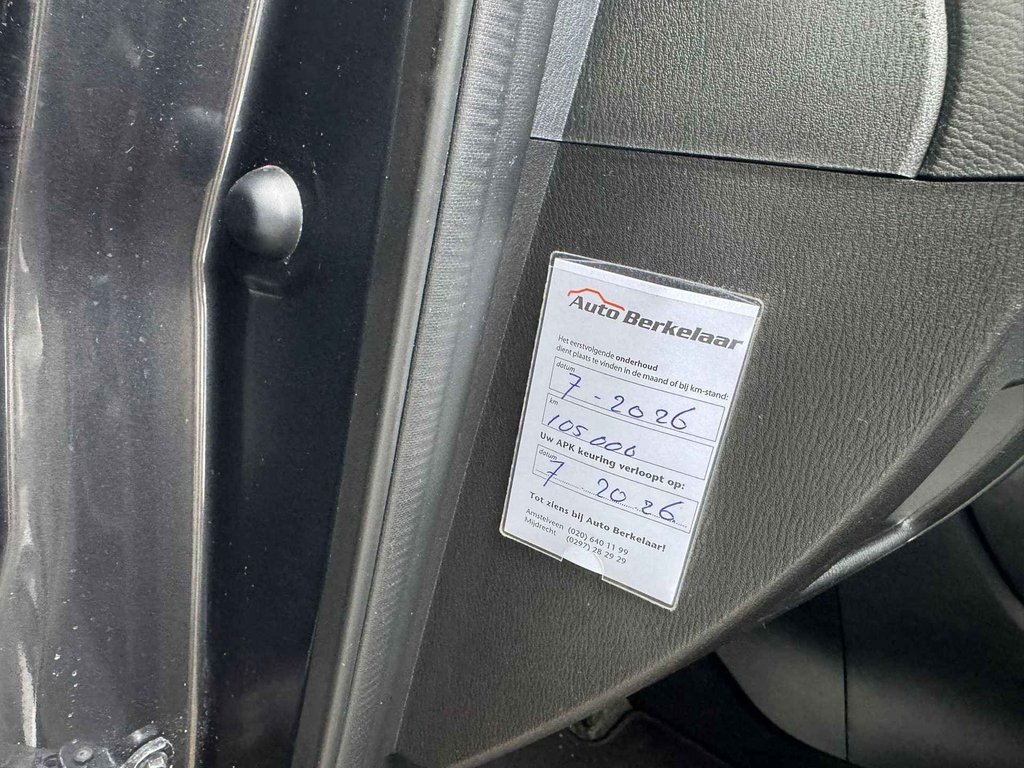 Auto Berkelaar
Het eerstvolgende onderhoud
dient plaats te vinden in de maand of bij km-stand:
datum
7 - 2026
km
105 000
Uw APK keuring verloopt op:
datum
7 2026
Tot ziens bij Auto Berkelaar!
Amstelveen (020) 640 11 99
Mijdrecht (0297) 28 29 29